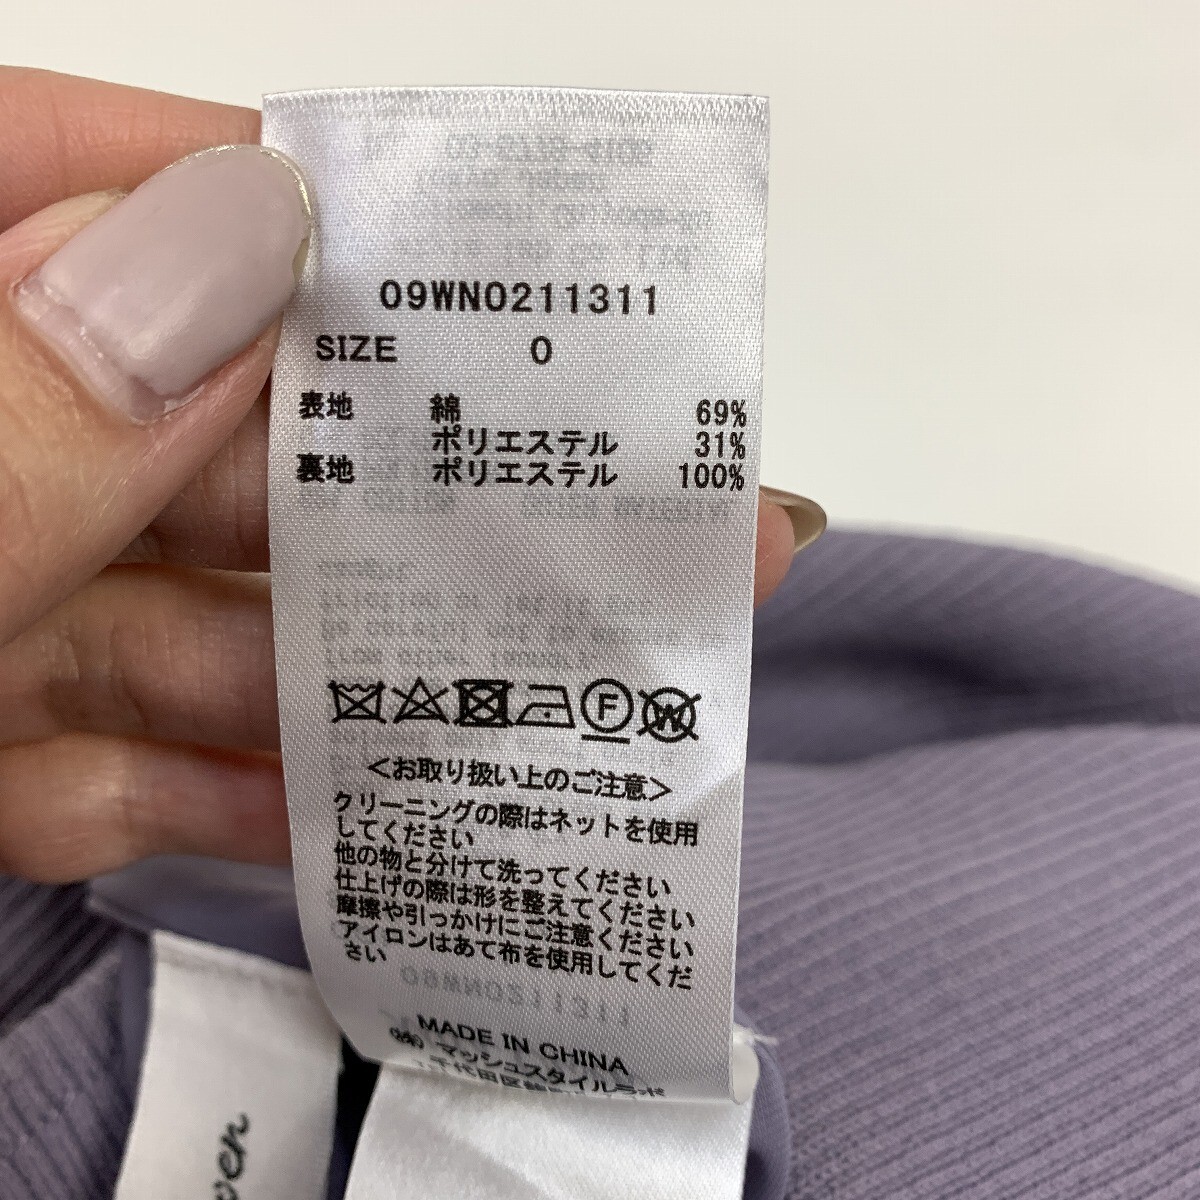 09WNO211311
SIZE 0
表地 綿 69%
ポリエステル 31%
裏地 ポリエステル 100%
F W
<お取り扱い上のご注意>
クリーニングの際はネットを使用
してください
他の物と分けて洗ってください
仕上げの際は形を整えてください
摩擦や引っかけにご注意ください
アイロンはあて布を使用してくだ
さい
MADE IN CHINA
㈱マッシュスタイルラボ
千代田区